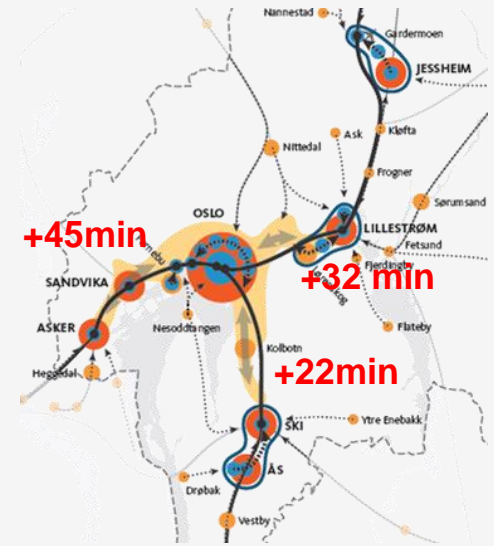 Nannestad
Gardermoen
JESSHEIM
Ask
Kløfta
Nittedal
Frogner
Sørumsand
OSLO
LILLESTRØM
+45min
Fetsund
Fjerdingby
+32 min
SANDVIKA
ASKER
Nesoddtangen
Flateby
Kolbotn
Heggedal
+22min
SKI
Ytre Enebakk
ÅS
Drøbak
Vestby